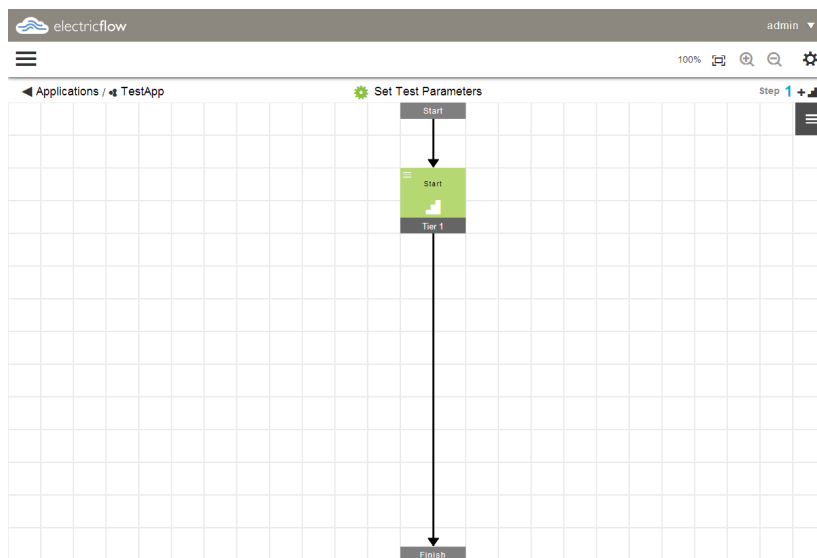 electricflow
admin
100%
Applications / TestApp
Set Test Parameters
Step 1
Start
Start
Tier 1
Finish